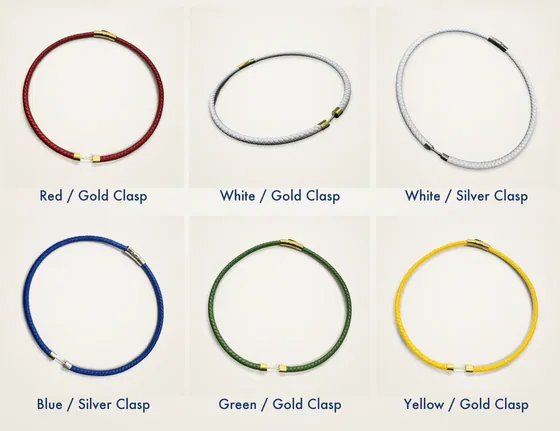 Red / Gold Clasp
White / Gold Clasp
White / Silver Clasp
Blue / Silver Clasp
Green / Gold Clasp
Yellow / Gold Clasp